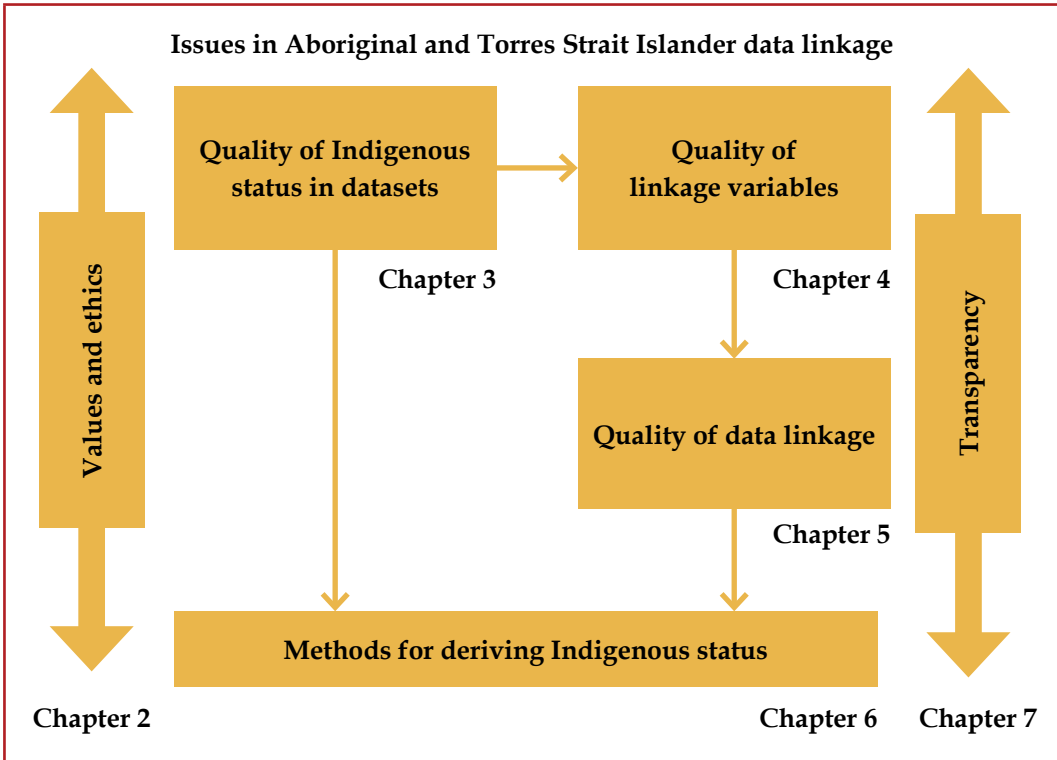 Issues in Aboriginal and Torres Strait Islander data linkage
Values and ethics
Chapter 2
Quality of Indigenous
status in datasets
Chapter 3
Quality of
linkage variables
Chapter 4
Quality of data linkage
Chapter 5
Methods for deriving Indigenous status
Chapter 6
Transparency
Chapter 7